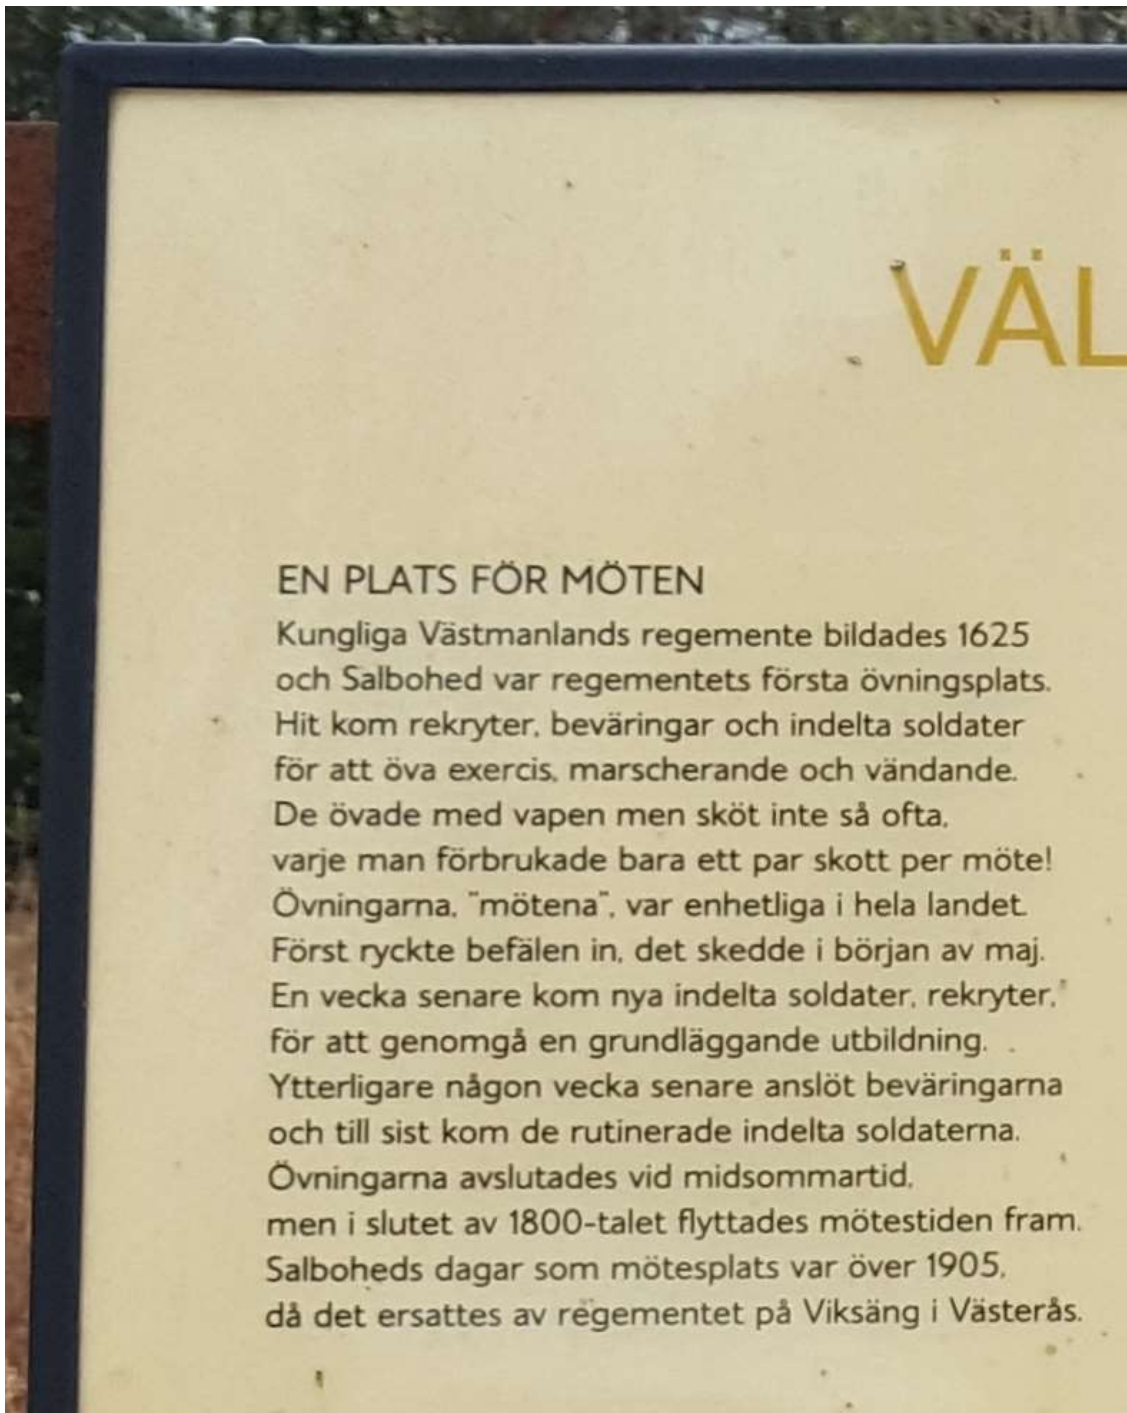 VÄL
EN PLATS FÖR MÖTEN
Kungliga Västmanlands regemente bildades 1625
och Salbohed var regementets första övningsplats.
Hit kom rekryter, beväringar och indelta soldater
för att öva exercis, marscherande och vändande.
De övade med vapen men sköt inte så ofta,
varje man förbrukade bara ett par skott per möte!
Övningarna, "mötena", var enhetliga i hela landet.
Först ryckte befälen in, det skedde i början av maj.
En vecka senare kom nya indelta soldater, rekryter,
för att genomgå en grundläggande utbildning.
Ytterligare någon vecka senare anslöt beväringarna
och till sist kom de rutinerade indelta soldaterna.
Övningarna avslutades vid midsommartid,
men i slutet av 1800-talet flyttades mötestiden fram.
Salboheds dagar som mötesplats var över 1905,
då det ersattes av regementet på Viksäng i Västerås.